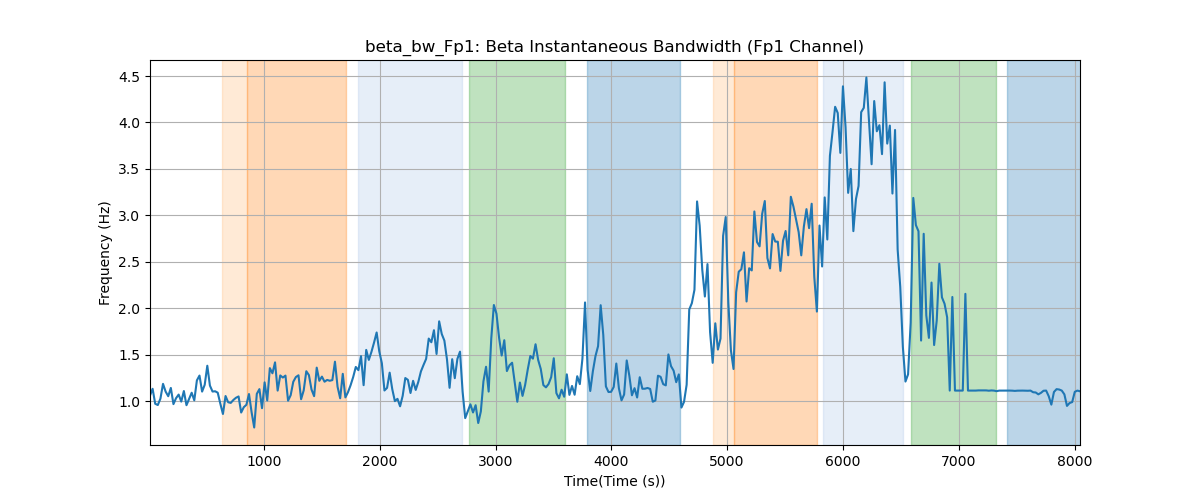 beta_bw_Fp1: Beta Instantaneous Bandwidth (Fp1 Channel)
Frequency (Hz)
4.5
4.0
3.5
3.0
2.5
2.0
1.5
1.0
1000 2000 3000 4000 5000 6000 7000 8000
Time(Time (s))